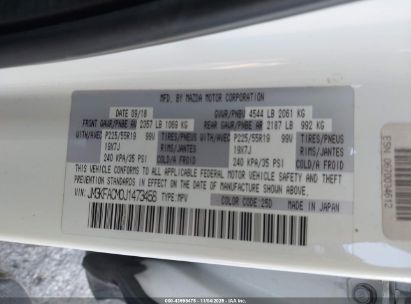 MFD BY MAZDA MOTOR CORPORATION
DATE 09/18 GVWR/PNBV 4544 LB 2061 KG
FRONT GAWR/PNBE AV 2357 LB 1069 KG REAR GAWR/PNBE AR 2187 LB 992 KG
WITH/AVEC P225/55R19 99V TIRES/PNEUS WITH/AVEC P225/55R19 99V TIRES/PNEUS
19X7J RIMS/JANTES 19X7J RIMS/JANTES
240 KPA/35 PSI COLD/A FROID 240 KPA/35 PSI COLD/A FROID
THIS VEHICLE CONFORMS TO ALL APPLICABLE FEDERAL MOTOR VEHICLE SAFETY, BUMPER
AND THEFT PREVENTION STANDARDS IN EFFECT ON THE DATE OF MANUFACTURE SHOWN ABOVE.
VIN: TYPE:MPV
COLOR CODE:25D MADE IN JAPAN